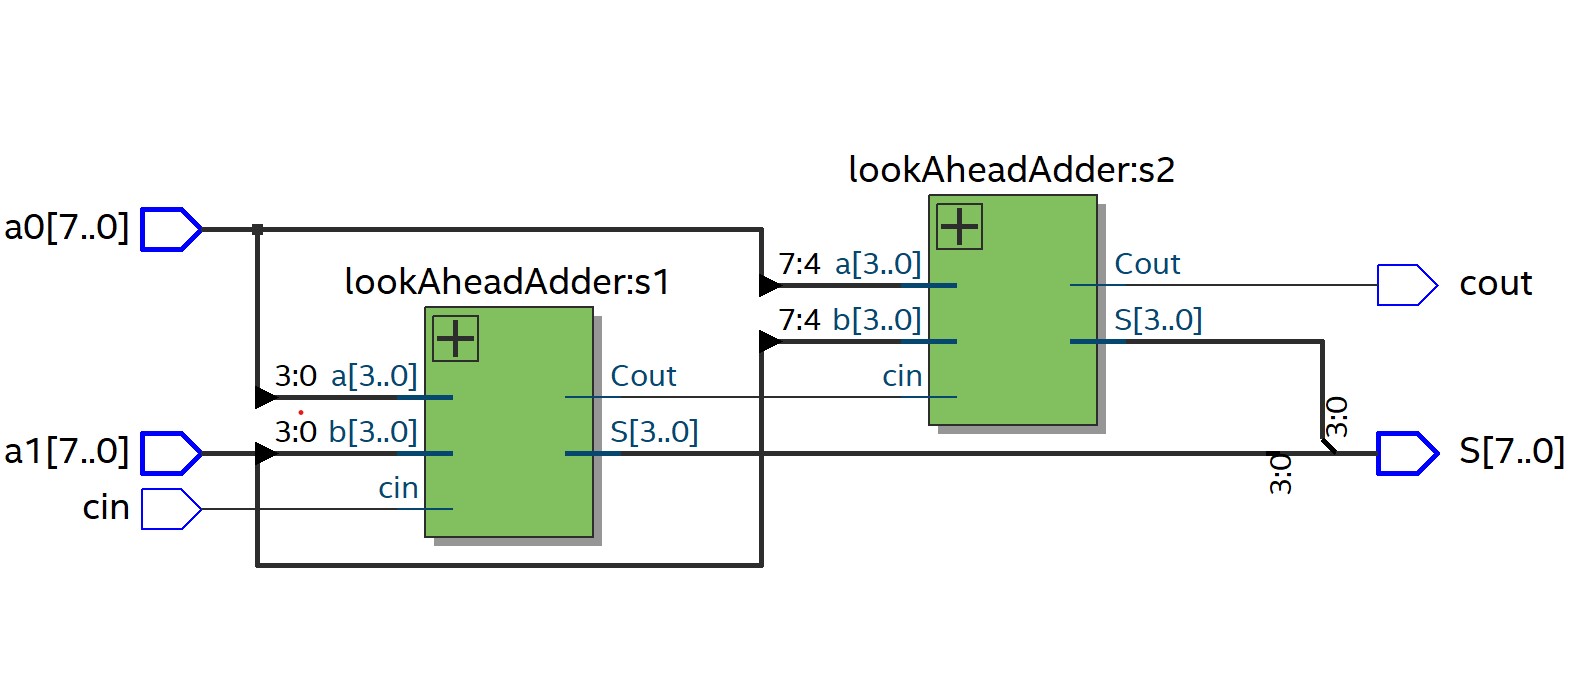 lookAheadAdder:s2
a0[7..0]
7:4 a[3..0]
Cout
cout
lookAheadAdder:s1
7:4 b[3..0]
S[3..0]
3:0 a[3..0]
Cout
cin
3:0
3:0 b[3..0]
S[3..0]
a1[7..0]
3:0
S[7..0]
cin
cin